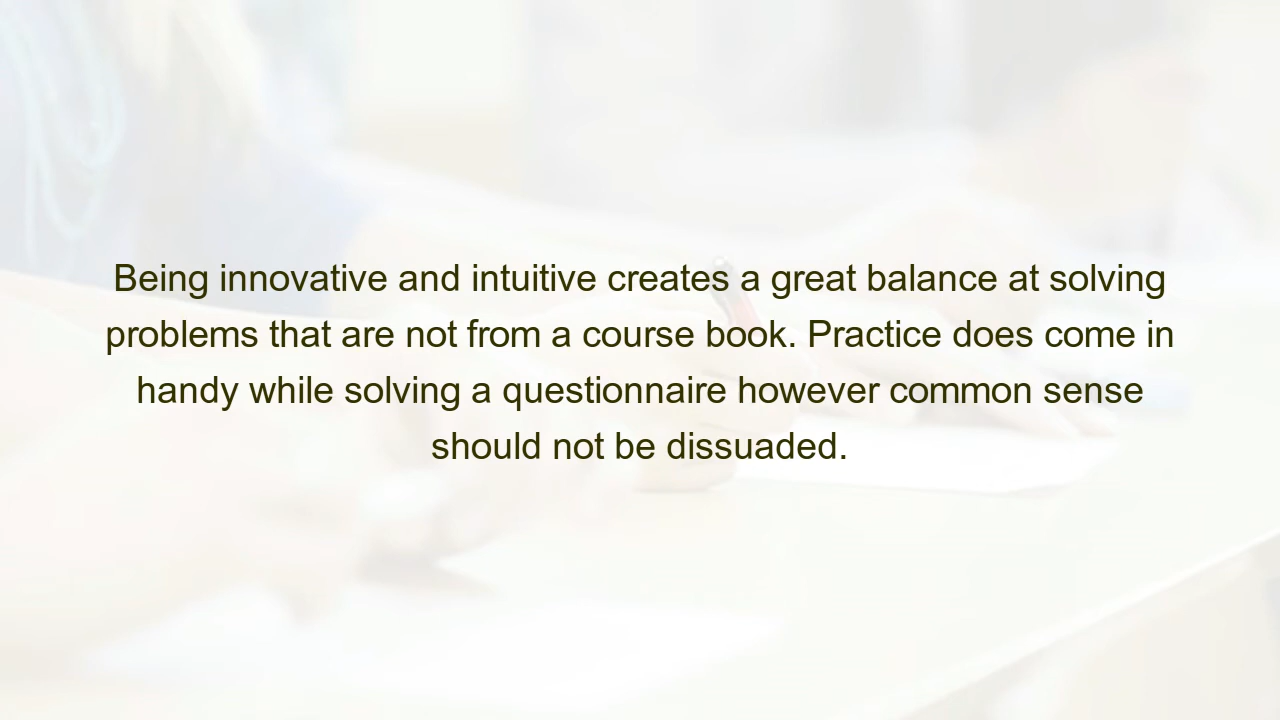 Being innovative and intuitive creates a great balance at solving
problems that are not from a course book. Practice does come in
handy while solving a questionnaire however common sense
should not be dissuaded.